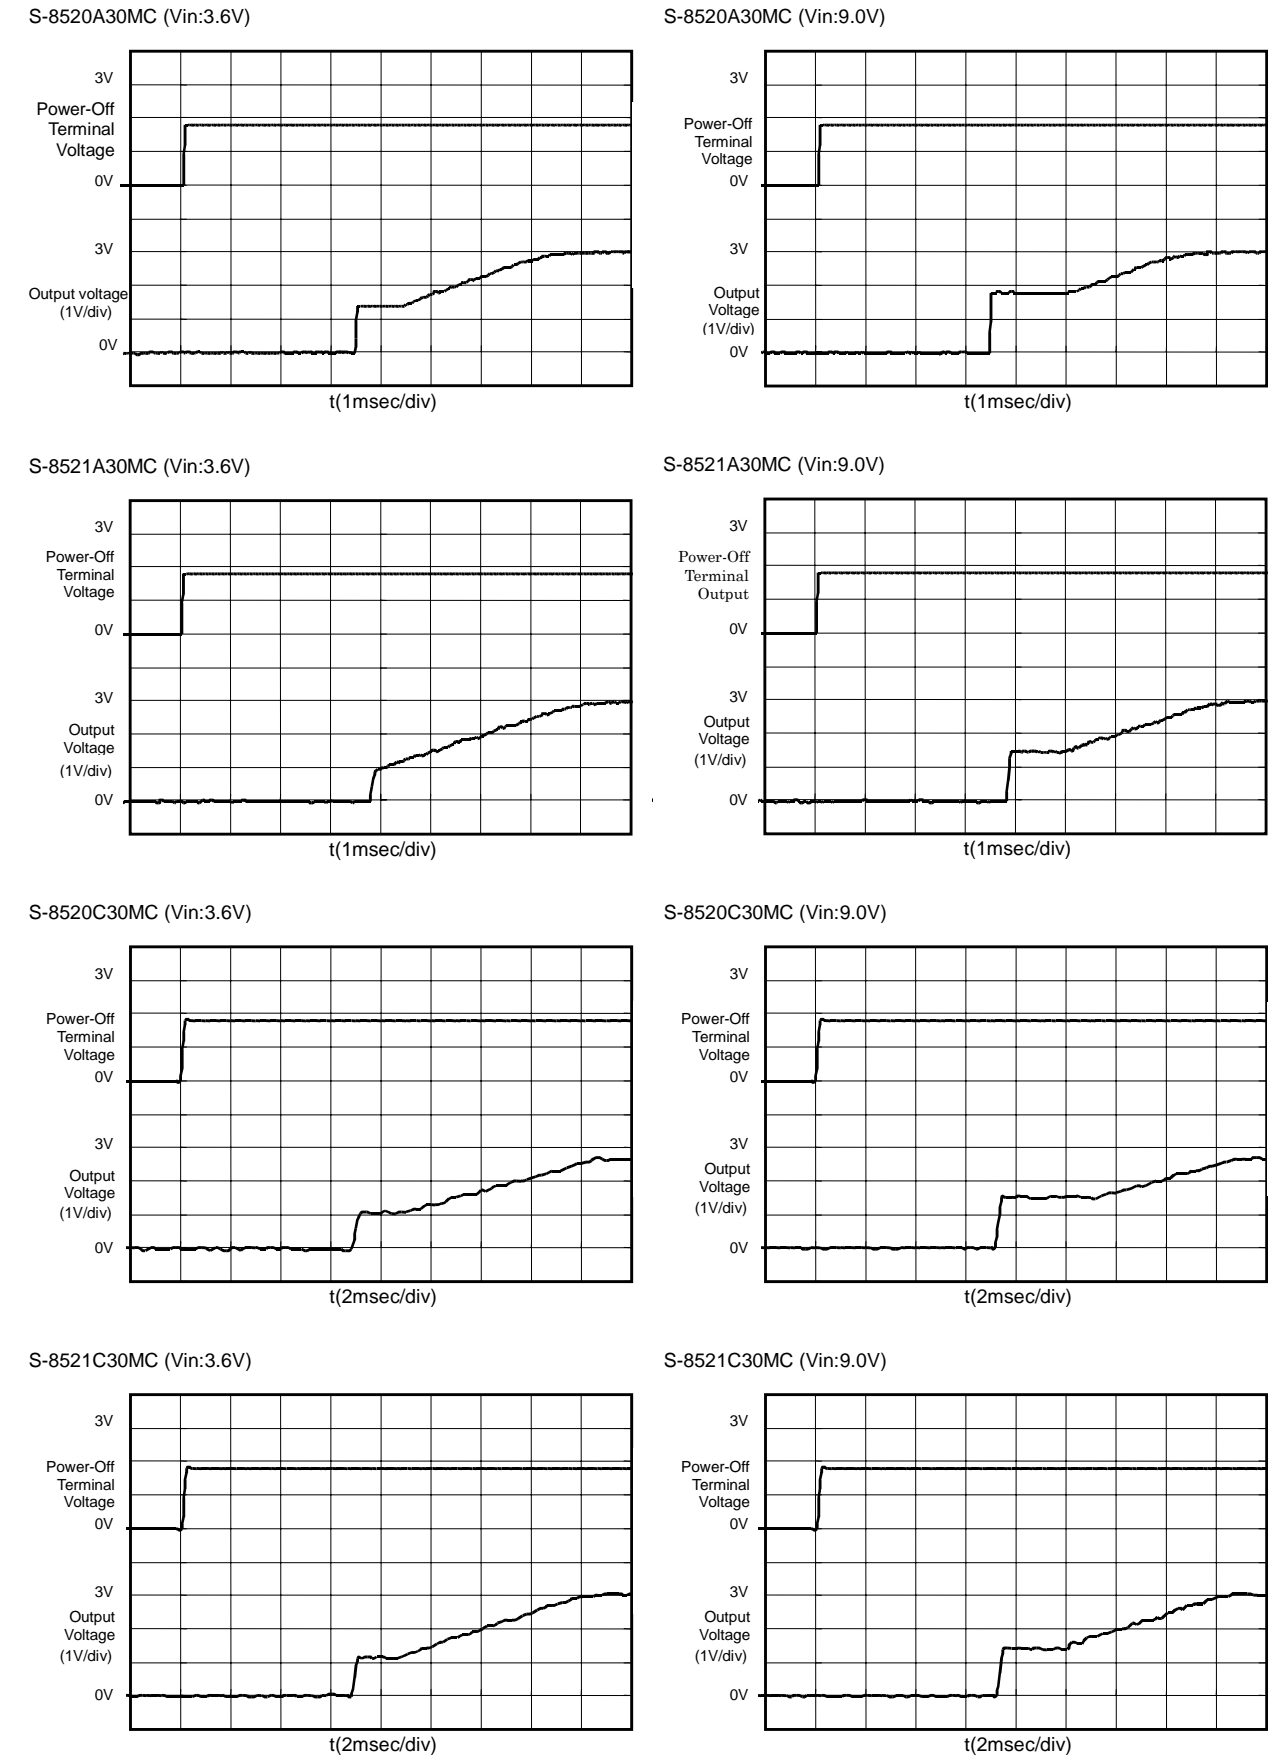 S-8520A30MC (Vin:3.6V)
3V
Power-Off
Terminal
Voltage
0V
3V
Output voltage
(1V/div)
0V
t(1msec/div)
S-8520A30MC (Vin:9.0V)
3V
Power-Off
Terminal
Voltage
0V
3V
Output
Voltage
(1V/div)
0V
t(1msec/div)
S-8521A30MC (Vin:3.6V)
3V
Power-Off
Terminal
Voltage
0V
3V
Output
Voltage
(1V/div)
0V
t(1msec/div)
S-8521A30MC (Vin:9.0V)
3V
Power-Off
Terminal
Output
0V
3V
Output
Voltage
(1V/div)
0V
t(1msec/div)
S-8520C30MC (Vin:3.6V)
3V
Power-Off
Terminal
Voltage
0V
3V
Output
Voltage
(1V/div)
0V
t(2msec/div)
S-8520C30MC (Vin:9.0V)
3V
Power-Off
Terminal
Voltage
0V
3V
Output
Voltage
(1V/div)
0V
t(2msec/div)
S-8521C30MC (Vin:3.6V)
3V
Power-Off
Terminal
Voltage
0V
3V
Output
Voltage
(1V/div)
0V
t(2msec/div)
S-8521C30MC (Vin:9.0V)
3V
Power-Off
Terminal
Voltage
0V
3V
Output
Voltage
(1V/div)
0V
t(2msec/div)